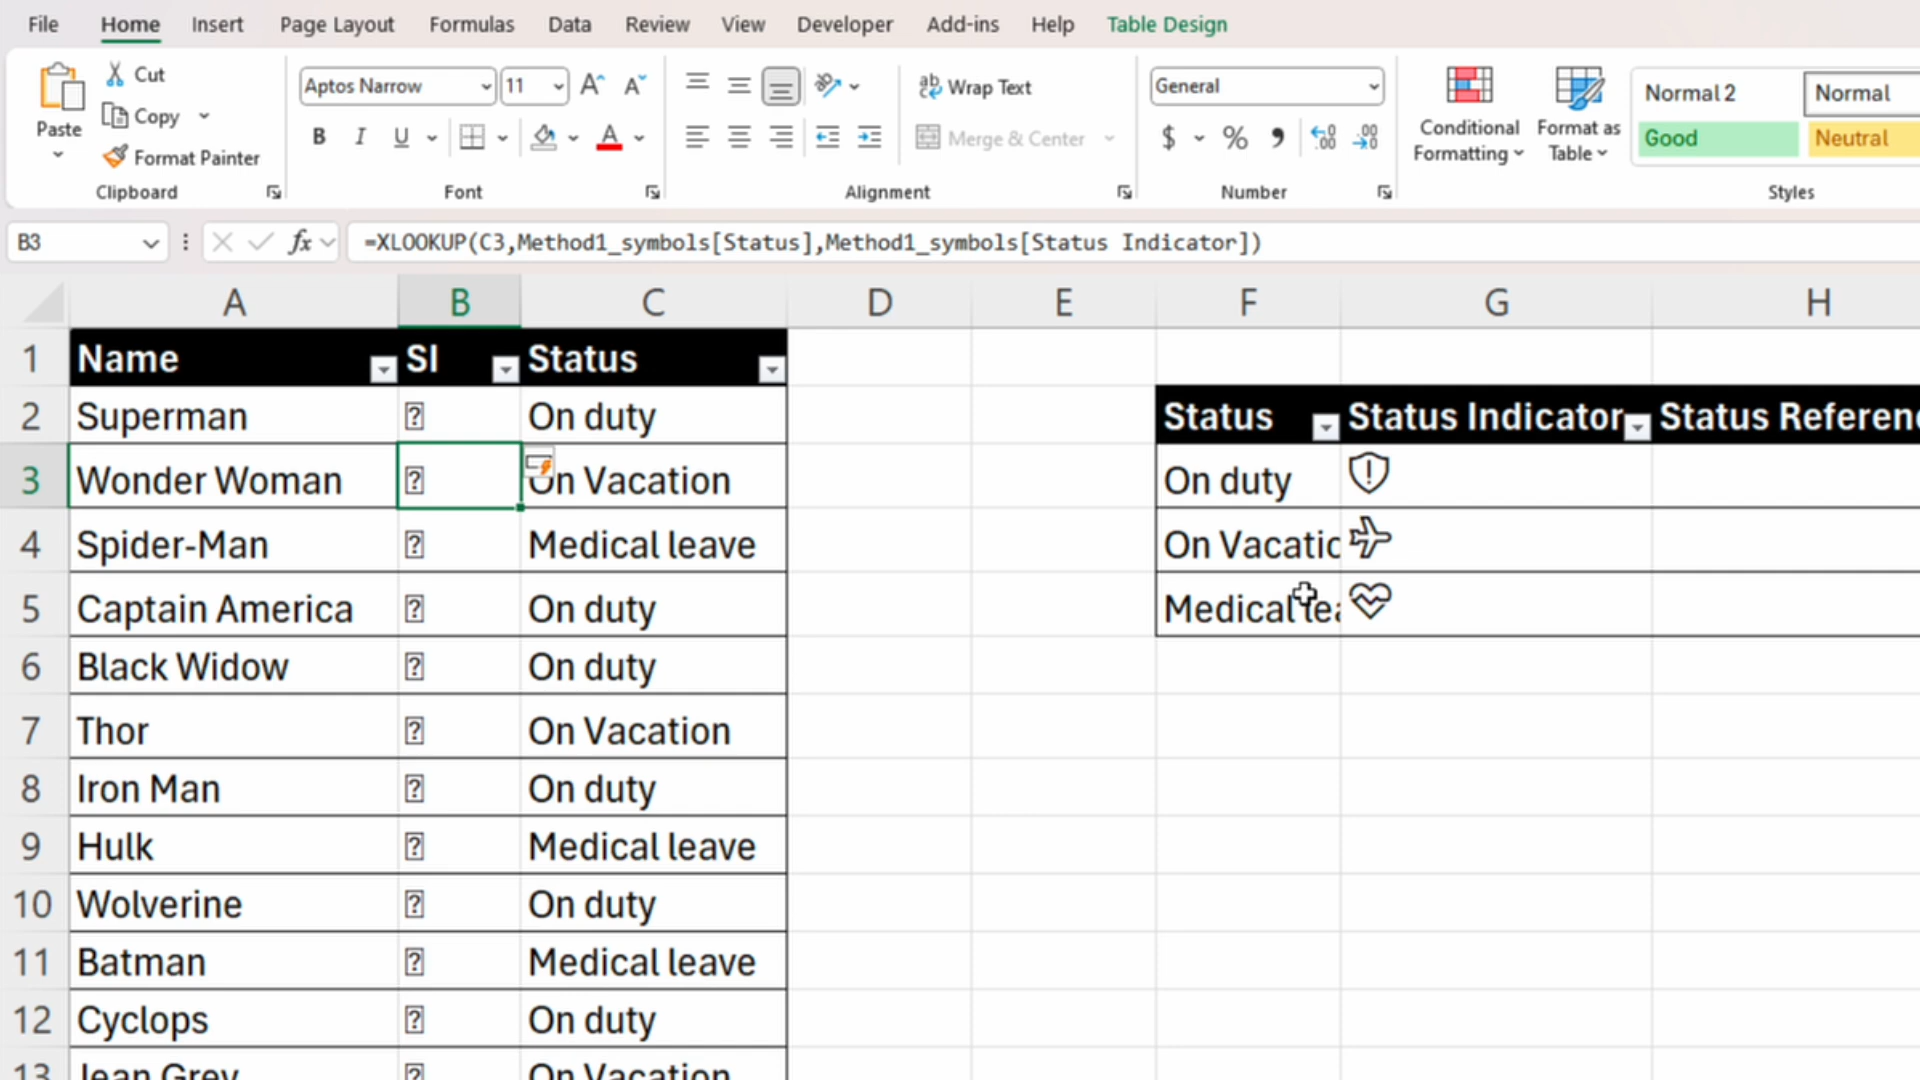 File Home Insert Page Layout Formulas Data Review View Developer Add-ins Help Table Design
Paste
Cut
Copy
Format Painter
Clipboard
Aptos Narrow 11
B I U
Font
Wrap Text
Merge & Center
Alignment
General
$ %
Number
Conditional Formatting
Format as Table
Normal 2 Normal
Good Neutral
Styles
B3 fx =XLOOKUP(C3,Method1_symbols[Status],Method1_symbols[Status Indicator])
A B C D E F G H
1 Name SI Status
2 Superman On duty Status Status Indicator Status Referen
3 Wonder Woman On Vacation On duty
4 Spider-Man Medical leave On Vacatio
5 Captain America On duty Medical lea
6 Black Widow On duty
7 Thor On Vacation
8 Iron Man On duty
9 Hulk Medical leave
10 Wolverine On duty
11 Batman Medical leave
12 Cyclops On duty
13 Jean Grey On Vacation